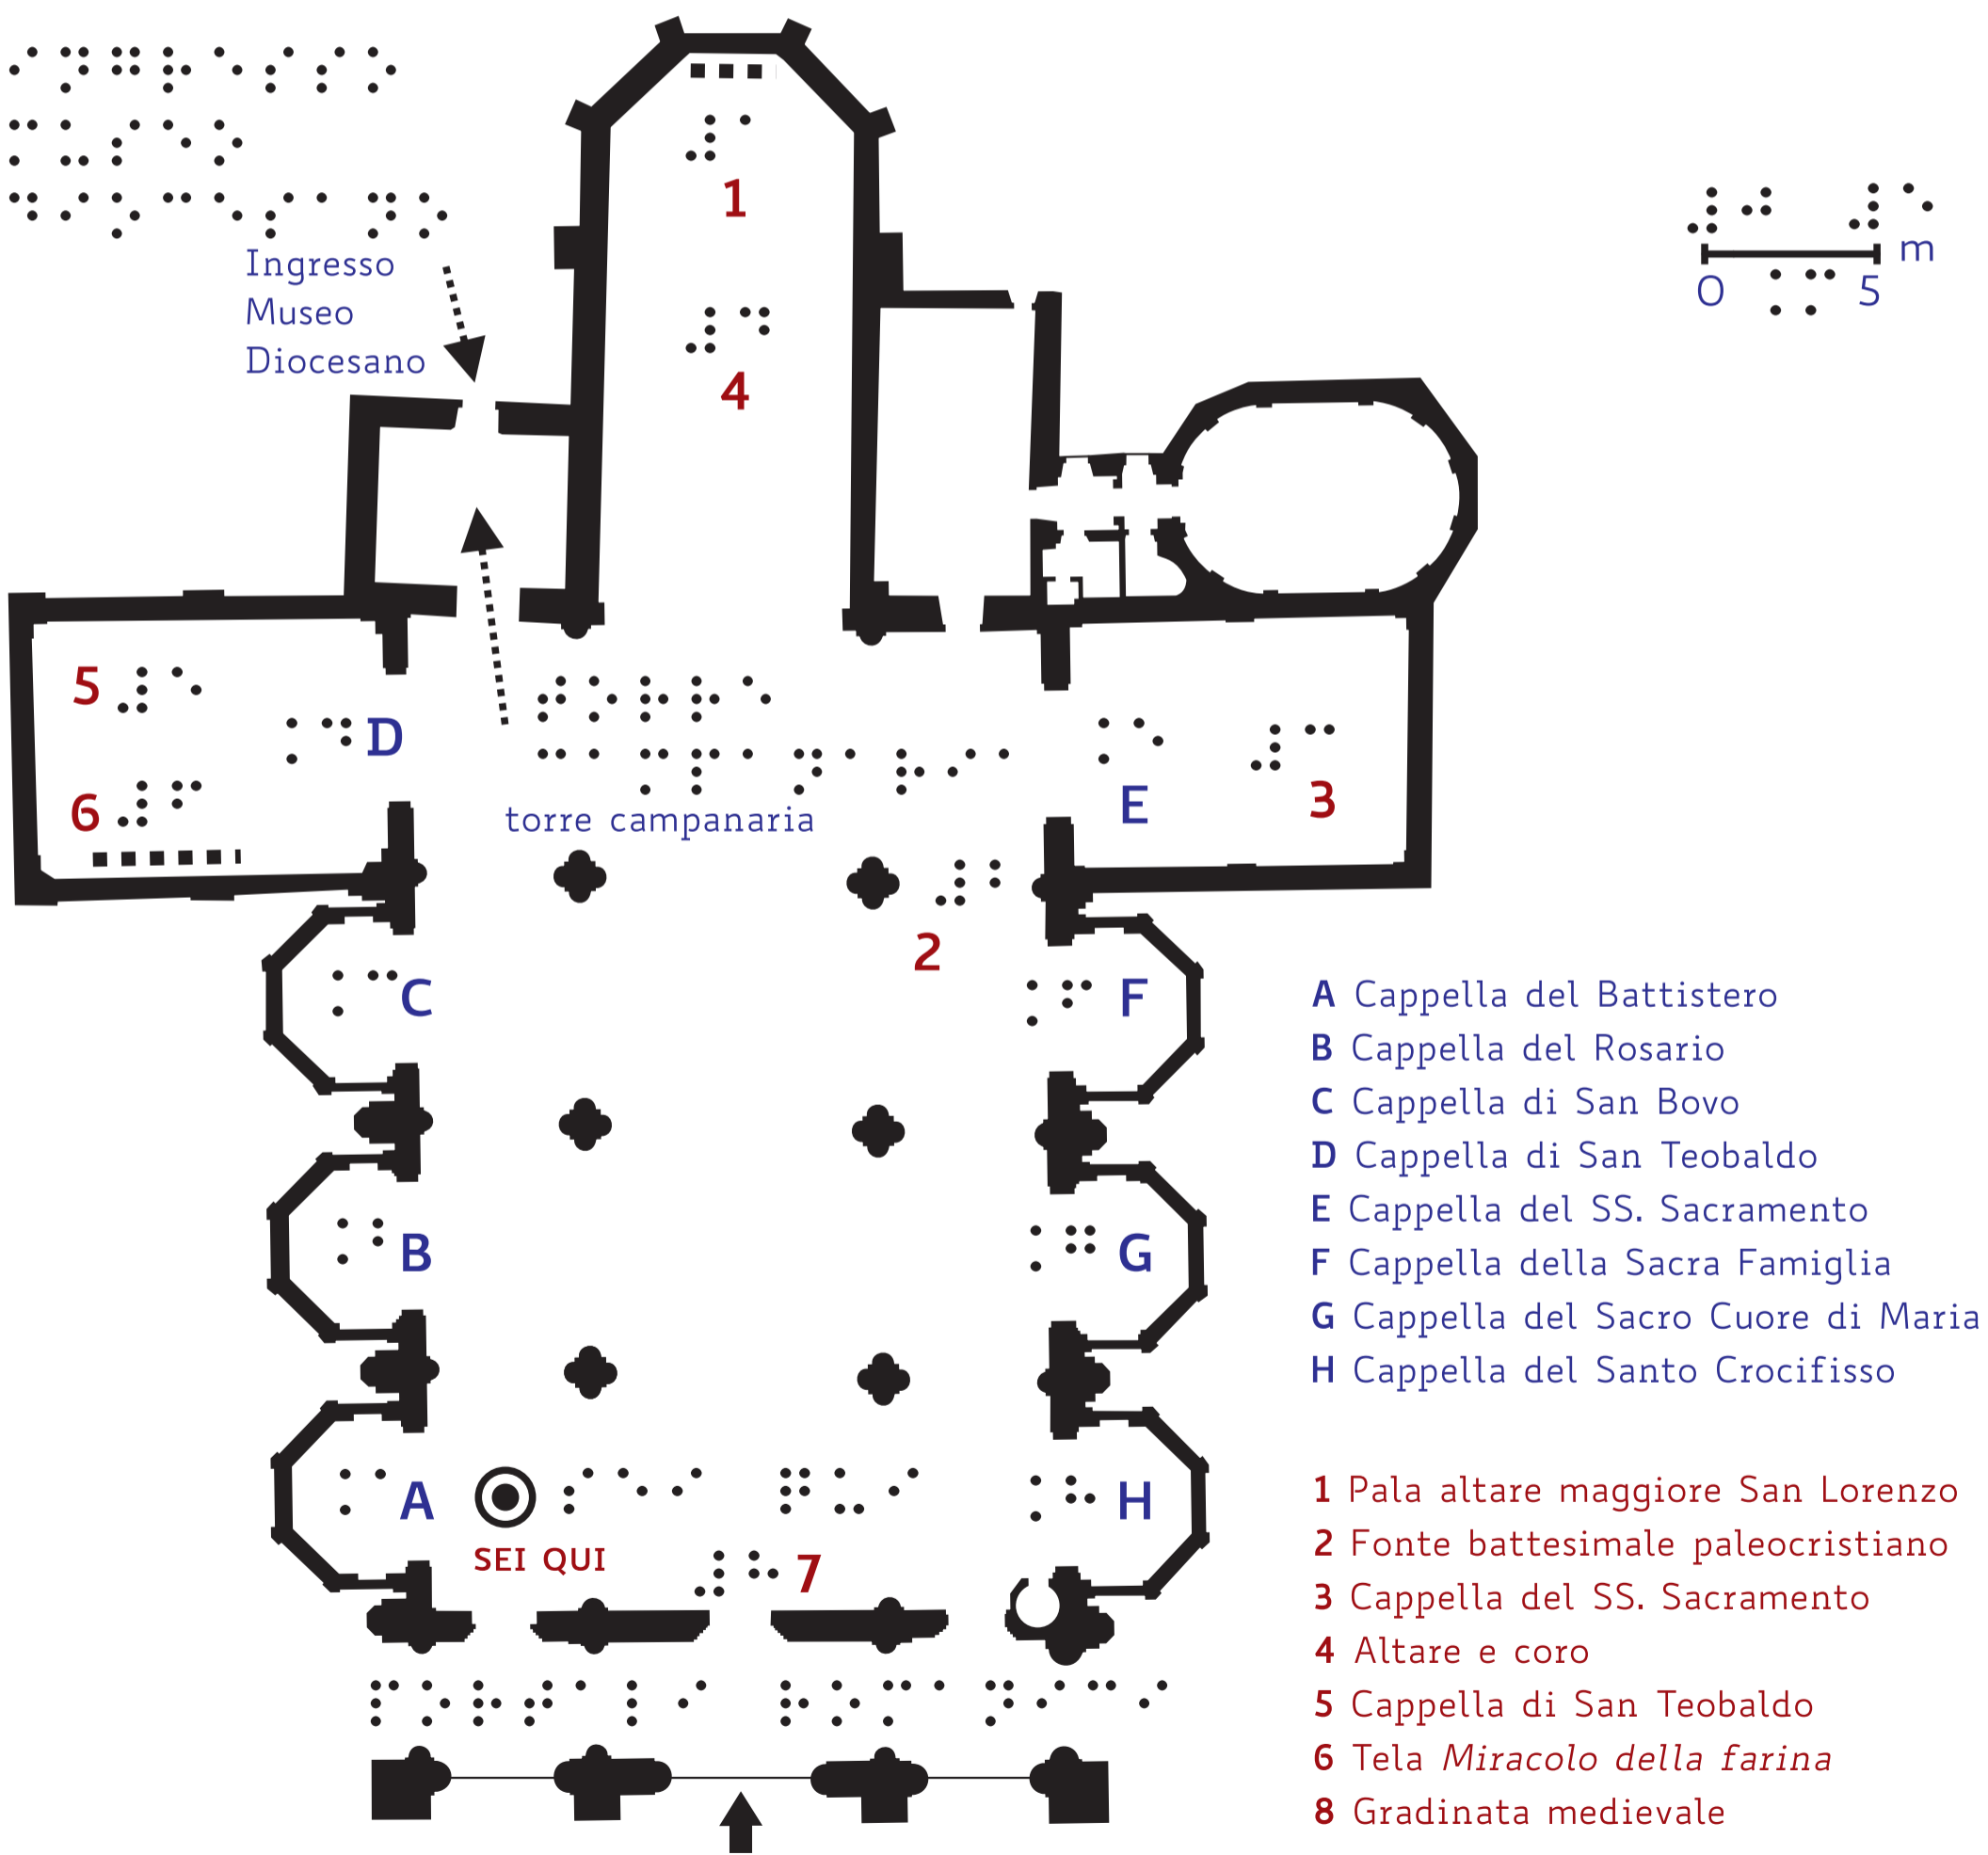 Ingresso
Museo
Diocesano
1
4
m
0 5
5
D
6
E
3
torre campanaria
2
C
F
B
G
A
H
SEI QUI
7
A Cappella del Battistero
B Cappella del Rosario
C Cappella di San Bovo
D Cappella di San Teobaldo
E Cappella del SS. Sacramento
F Cappella della Sacra Famiglia
G Cappella del Sacro Cuore di Maria
H Cappella del Santo Crocifisso
1 Pala altare maggiore San Lorenzo
2 Fonte battesimale paleocristiano
3 Cappella del SS. Sacramento
4 Altare e coro
5 Cappella di San Teobaldo
6 Tela Miracolo della farina
8 Gradinata medievale